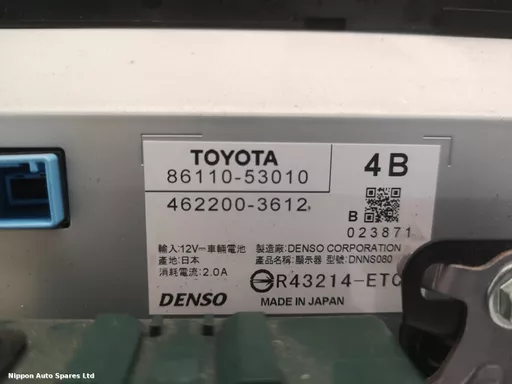 TOYOTA
86110-53010
4B
462200-3612
B
023871
輸入:12V⎓車輛電池 製造廠:DENSO CORPORATION
產地:日本 產品名稱:顯示器 型號:DNNS080
消耗電流:2.0A
R43214-ETC
DENSO
MADE IN JAPAN
Nippon Auto Spares Ltd